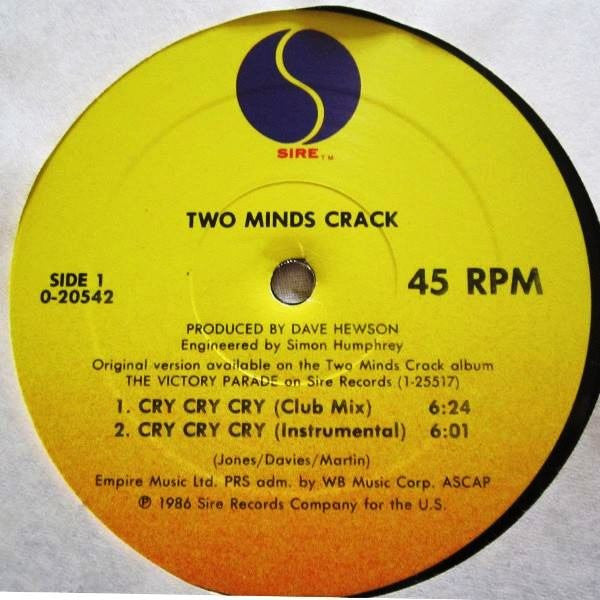 SIRE TM
TWO MINDS CRACK
SIDE 1
0-20542
45 RPM
PRODUCED BY DAVE HEWSON
Engineered by Simon Humphrey
Original version available on the Two Minds Crack album
THE VICTORY PARADE on Sire Records (1-25517)
1. CRY CRY CRY (Club Mix) 6:24
2. CRY CRY CRY (Instrumental) 6:01
(Jones/Davies/Martin)
Empire Music Ltd. PRS adm. by WB Music Corp. ASCAP
℗ 1986 Sire Records Company for the U.S.